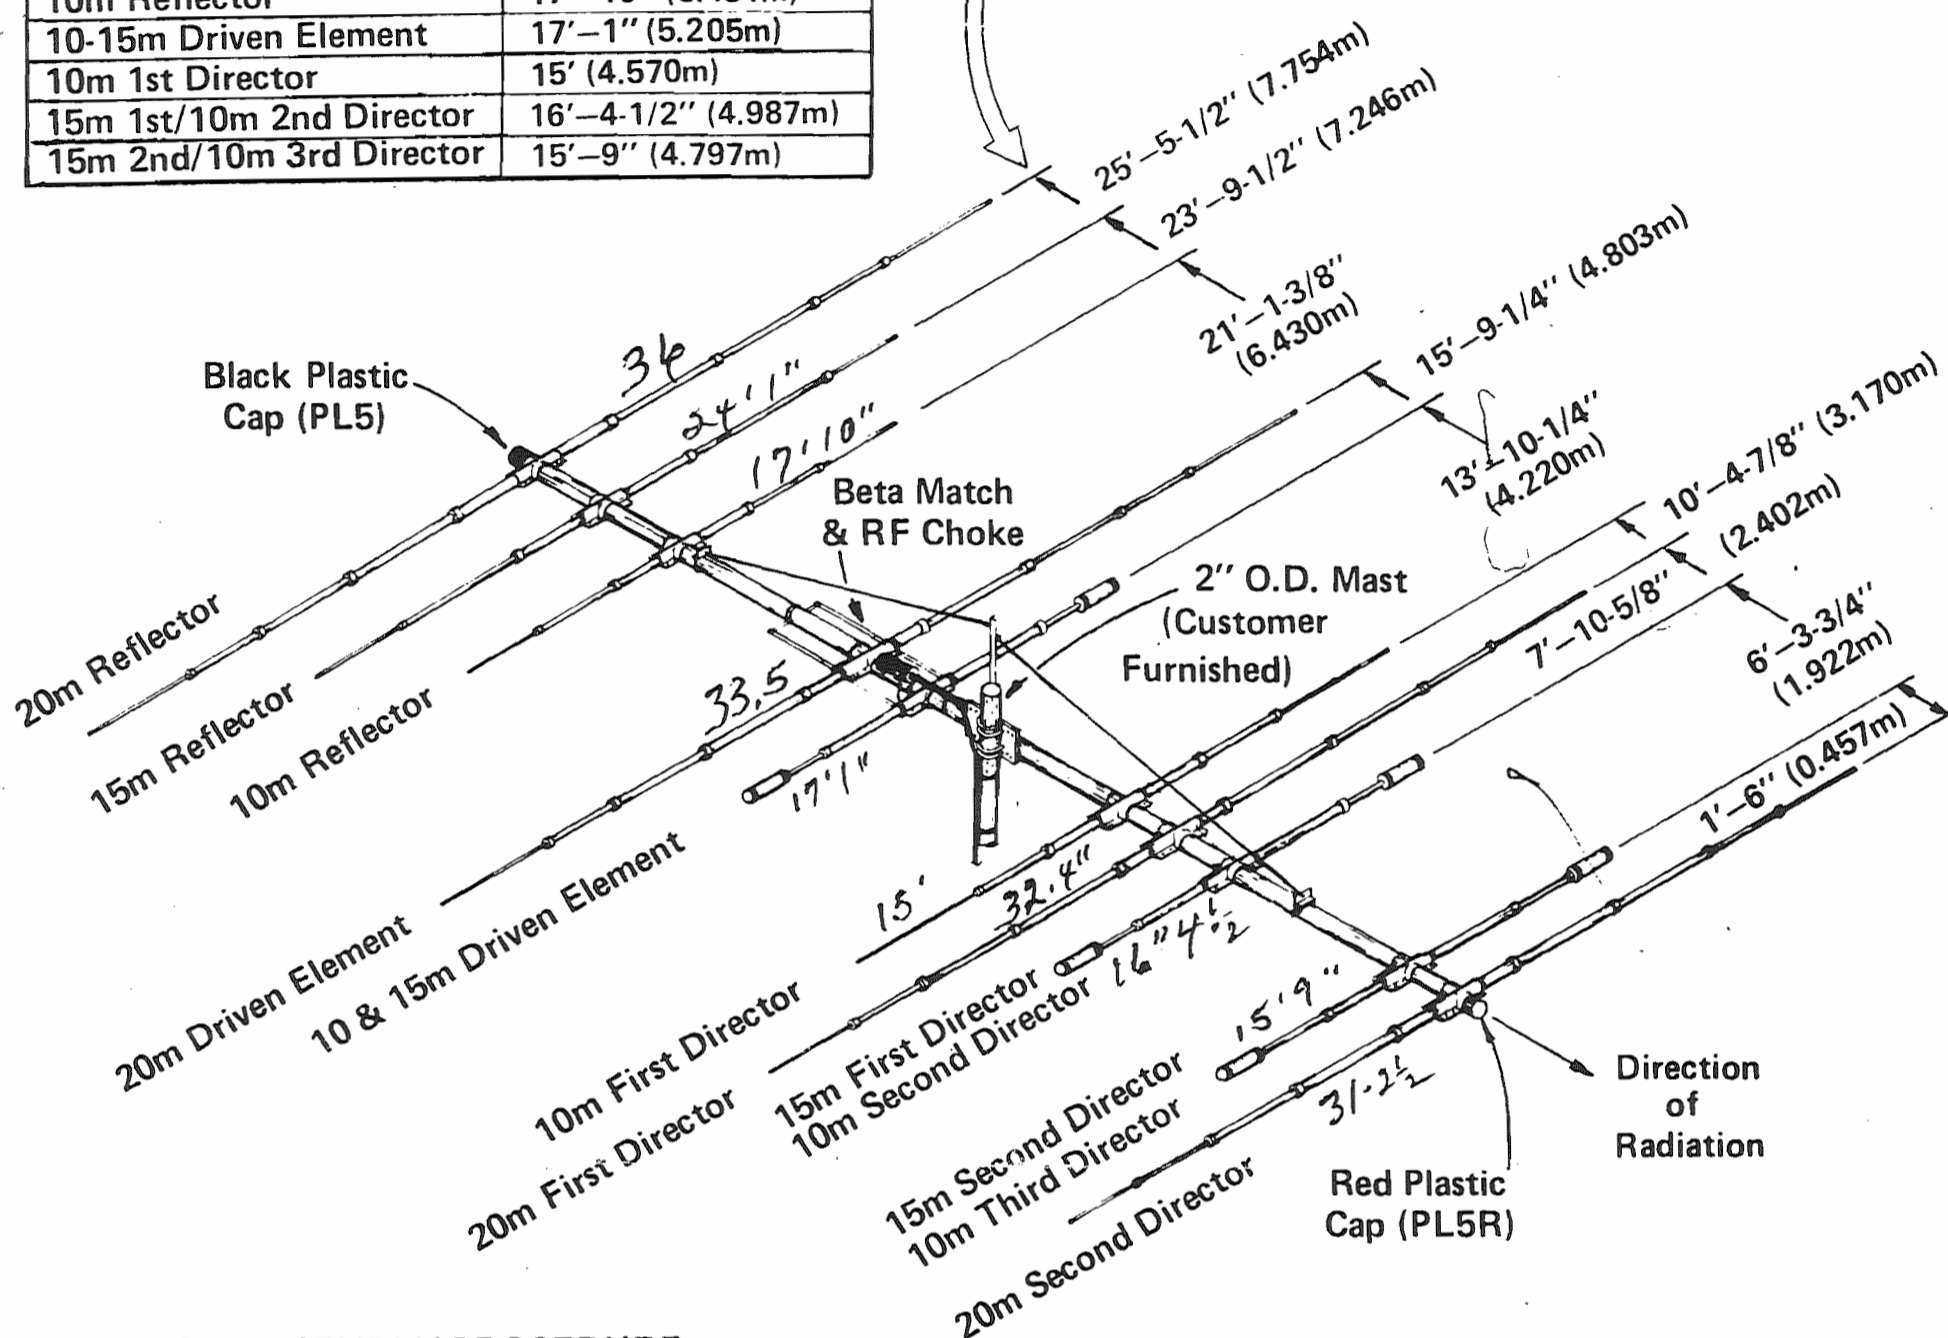 10m Reflector
10-15m Driven Element 17'–1" (5.205m)
10m 1st Director 15' (4.570m)
15m 1st/10m 2nd Director 16'–4-1/2" (4.987m)
15m 2nd/10m 3rd Director 15'–9" (4.797m)
25'–5-1/2" (7.754m)
23'–9-1/2" (7.246m)
21'–1-3/8"
(6.430m)
15'–9-1/4" (4.803m)
13'–10-1/4"
(4.220m)
10'–4-7/8" (3.170m)
7'–10-5/8" (2.402m)
6'–3-3/4"
(1.922m)
1'–6" (0.457m)
Black Plastic
Cap (PL5)
36
24'1"
17'10"
Beta Match
& RF Choke
2" O.D. Mast
(Customer
Furnished)
33.5
17'1"
15'
32.4"
16"4½
15'9"
31-2½
20m Reflector
15m Reflector
10m Reflector
20m Driven Element
10 & 15m Driven Element
10m First Director
20m First Director
15m First Director
10m Second Director
15m Second Director
10m Third Director
20m Second Director
Direction
of
Radiation
Red Plastic
Cap (PL5R)